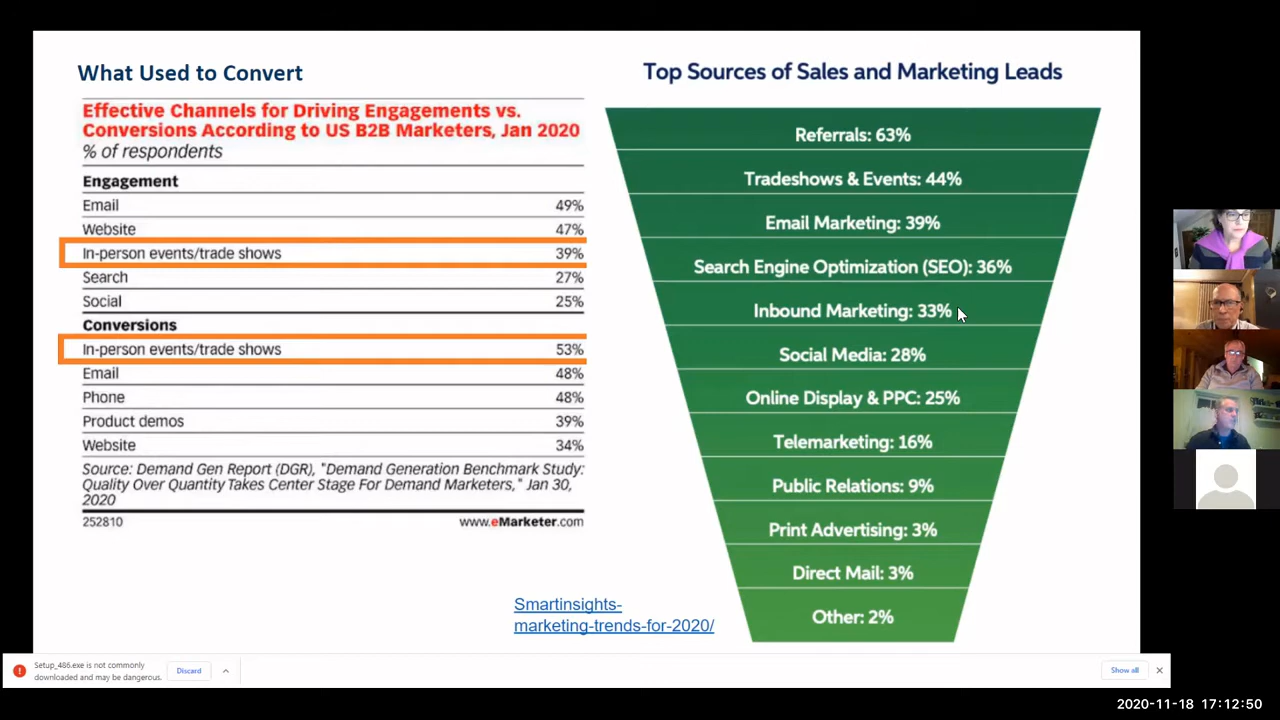 What Used to Convert
Effective Channels for Driving Engagements vs.
Conversions According to US B2B Marketers, Jan 2020
% of respondents
Engagement
Email 49%
Website 47%
In-person events/trade shows 39%
Search 27%
Social 25%
Conversions
In-person events/trade shows 53%
Email 48%
Phone 48%
Product demos 39%
Website 34%
Source: Demand Gen Report (DGR), "Demand Generation Benchmark Study:
Quality Over Quantity Takes Center Stage For Demand Marketers," Jan 30,
2020
252810 www.eMarketer.com
Top Sources of Sales and Marketing Leads
Referrals: 63%
Tradeshows & Events: 44%
Email Marketing: 39%
Search Engine Optimization (SEO): 36%
Inbound Marketing: 33%
Social Media: 28%
Online Display & PPC: 25%
Telemarketing: 16%
Public Relations: 9%
Print Advertising: 3%
Direct Mail: 3%
Other: 2%
Smartinsights-
marketing-trends-for-2020/
Setup_486.exe is not commonly
downloaded and may be dangerous.
Discard
Show all
2020-11-18 17:12:50